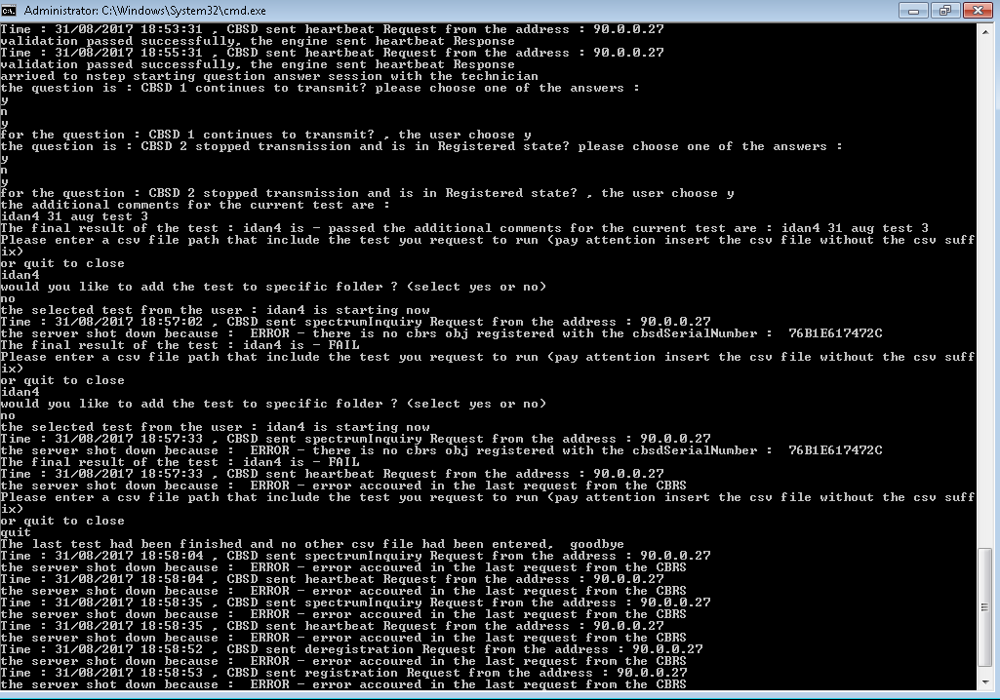 Administrator: C:\Windows\System32\cmd.exe
Time : 31/08/2017 18:53:31 , CBSD sent heartbeat Request from the address : 90.0.0.27
validation passed successfully, the engine sent heartbeat Response
Time : 31/08/2017 18:55:31 , CBSD sent heartbeat Request from the address : 90.0.0.27
validation passed successfully, the engine sent heartbeat Response
arrived to nstep starting question answer session with the technician
the question is : CBSD 1 continues to transmit? please choose one of the answers :
y
n
y
for the question : CBSD 1 continues to transmit? , the user choose y
the question is : CBSD 2 stopped transmission and is in Registered state? please choose one of the answers :
y
n
y
for the question : CBSD 2 stopped transmission and is in Registered state? , the user choose y
the additional comments for the current test are :
idan4 31 aug test 3
The final result of the test : idan4 is - passed the additional comments for the current test are : idan4 31 aug test 3
Please enter a csv file path that include the test you request to run (pay attention insert the csv file without the csv suff
ix)
or quit to close
idan4
would you like to add the test to specific folder ? (select yes or no)
no
the selected test from the user : idan4 is starting now
Time : 31/08/2017 18:57:02 , CBSD sent spectrumInquiry Request from the address : 90.0.0.27
the server shot down because :  ERROR - there is no cbrs obj registered with the cbsdSerialNumber :  76B1E617472C
The final result of the test : idan4 is - FAIL
Please enter a csv file path that include the test you request to run (pay attention insert the csv file without the csv suff
ix)
or quit to close
idan4
would you like to add the test to specific folder ? (select yes or no)
no
the selected test from the user : idan4 is starting now
Time : 31/08/2017 18:57:33 , CBSD sent spectrumInquiry Request from the address : 90.0.0.27
the server shot down because :  ERROR - there is no cbrs obj registered with the cbsdSerialNumber :  76B1E617472C
The final result of the test : idan4 is - FAIL
Time : 31/08/2017 18:57:33 , CBSD sent heartbeat Request from the address : 90.0.0.27
the server shot down because :  ERROR - error accoured in the last request from the CBRS
Please enter a csv file path that include the test you request to run (pay attention insert the csv file without the csv suff
ix)
or quit to close
quit
The last test had been finished and no other csv file had been entered,  goodbye
Time : 31/08/2017 18:58:04 , CBSD sent spectrumInquiry Request from the address : 90.0.0.27
the server shot down because :  ERROR - error accoured in the last request from the CBRS
Time : 31/08/2017 18:58:04 , CBSD sent heartbeat Request from the address : 90.0.0.27
the server shot down because :  ERROR - error accoured in the last request from the CBRS
Time : 31/08/2017 18:58:35 , CBSD sent spectrumInquiry Request from the address : 90.0.0.27
the server shot down because :  ERROR - error accoured in the last request from the CBRS
Time : 31/08/2017 18:58:35 , CBSD sent heartbeat Request from the address : 90.0.0.27
the server shot down because :  ERROR - error accoured in the last request from the CBRS
Time : 31/08/2017 18:58:52 , CBSD sent deregistration Request from the address : 90.0.0.27
the server shot down because :  ERROR - error accoured in the last request from the CBRS
Time : 31/08/2017 18:58:53 , CBSD sent registration Request from the address : 90.0.0.27
the server shot down because :  ERROR - error accoured in the last request from the CBRS